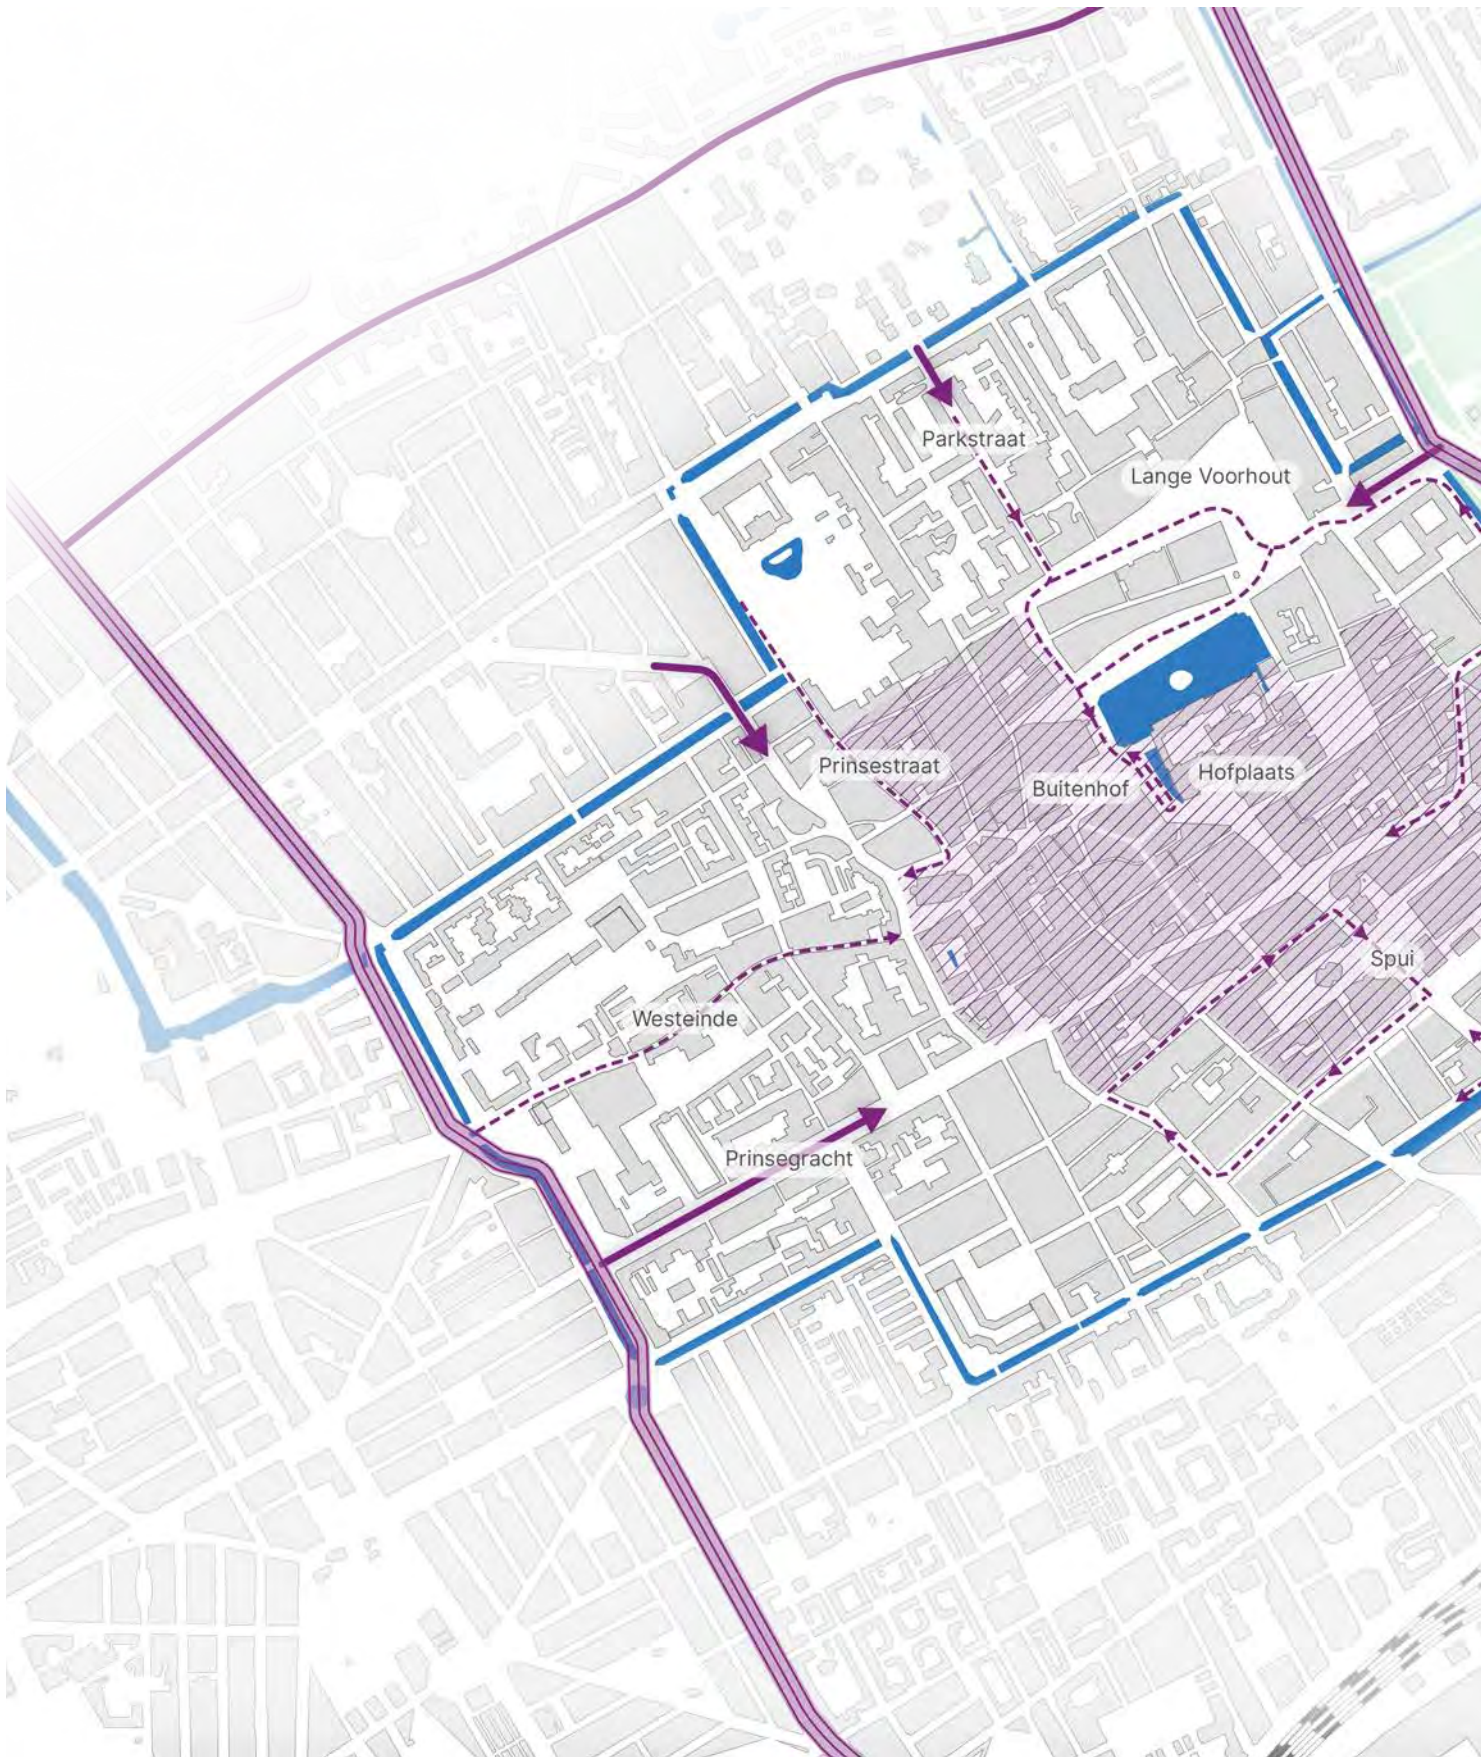 Parkstraat
Lange Voorhout
Prinsestraat
Buitenhof
Hofplaats
Spui
Westeinde
Prinsegracht